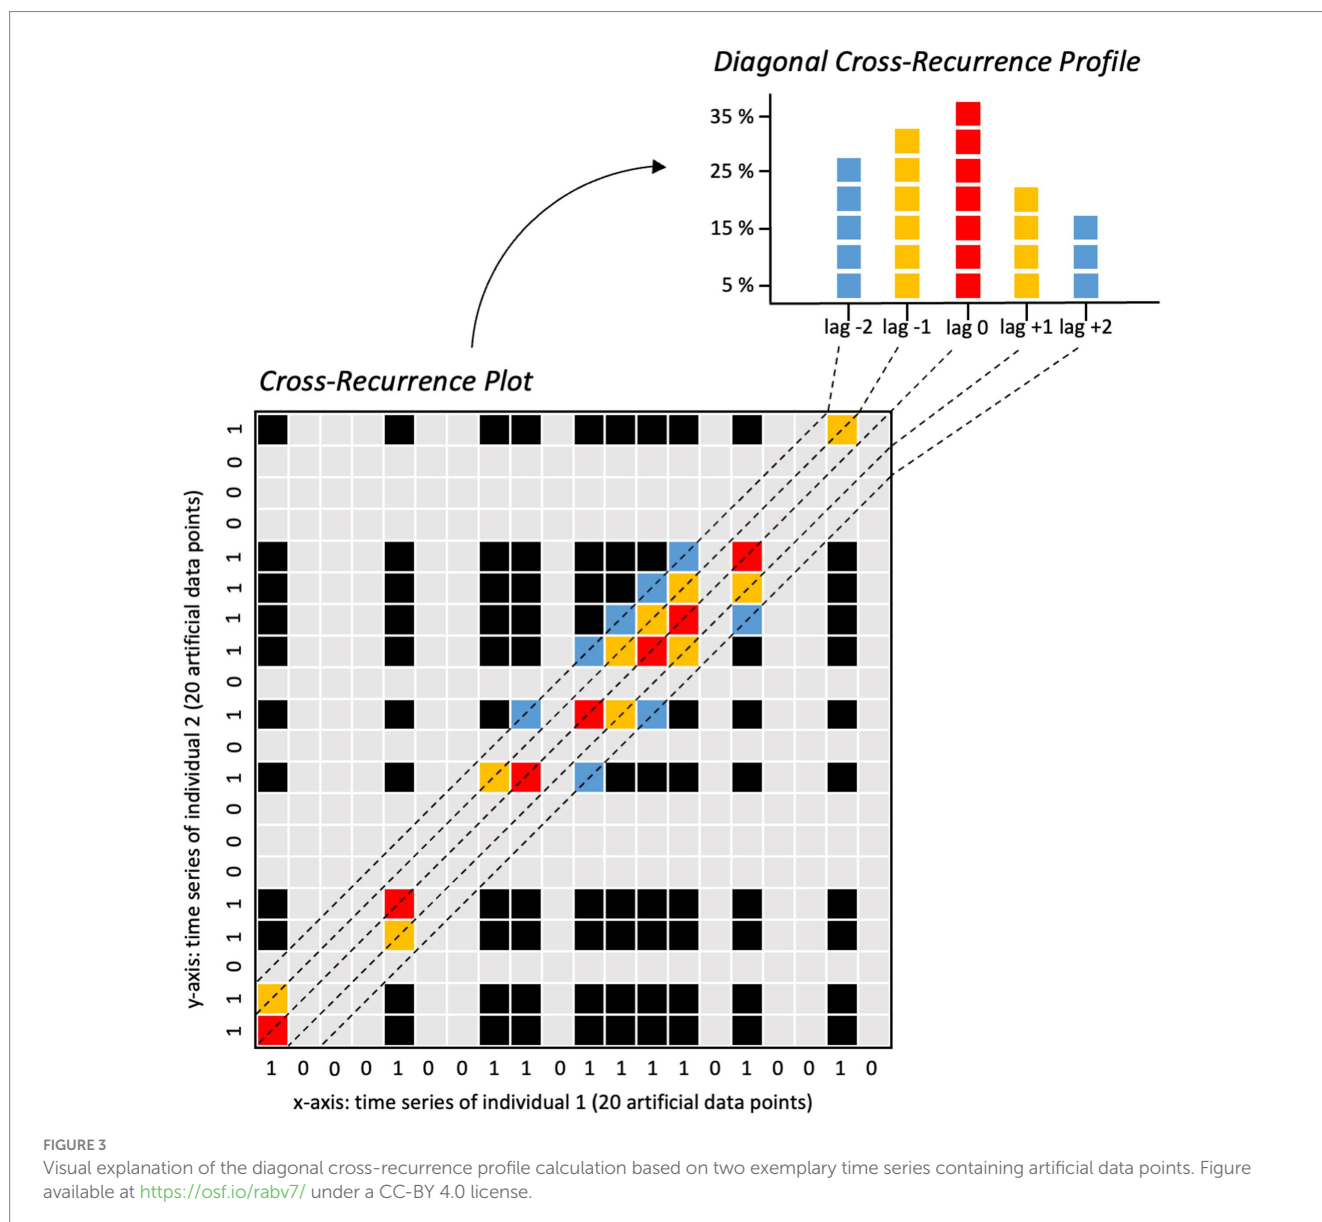 Diagonal Cross-Recurrence Profile
35 %
25 %
15 %
5 %
lag -2 lag -1 lag 0 lag +1 lag +2
Cross-Recurrence Plot
y-axis: time series of individual 2 (20 artificial data points)
1
0
0
0
1
1
1
1
0
1
0
1
0
0
0
1
1
0
1
1
1 0 0 0 1 0 0 1 1 0 1 1 1 1 0 1 0 0 1 0
x-axis: time series of individual 1 (20 artificial data points)
FIGURE 3
Visual explanation of the diagonal cross-recurrence profile calculation based on two exemplary time series containing artificial data points. Figure
available at https://osf.io/rabv7/ under a CC-BY 4.0 license.